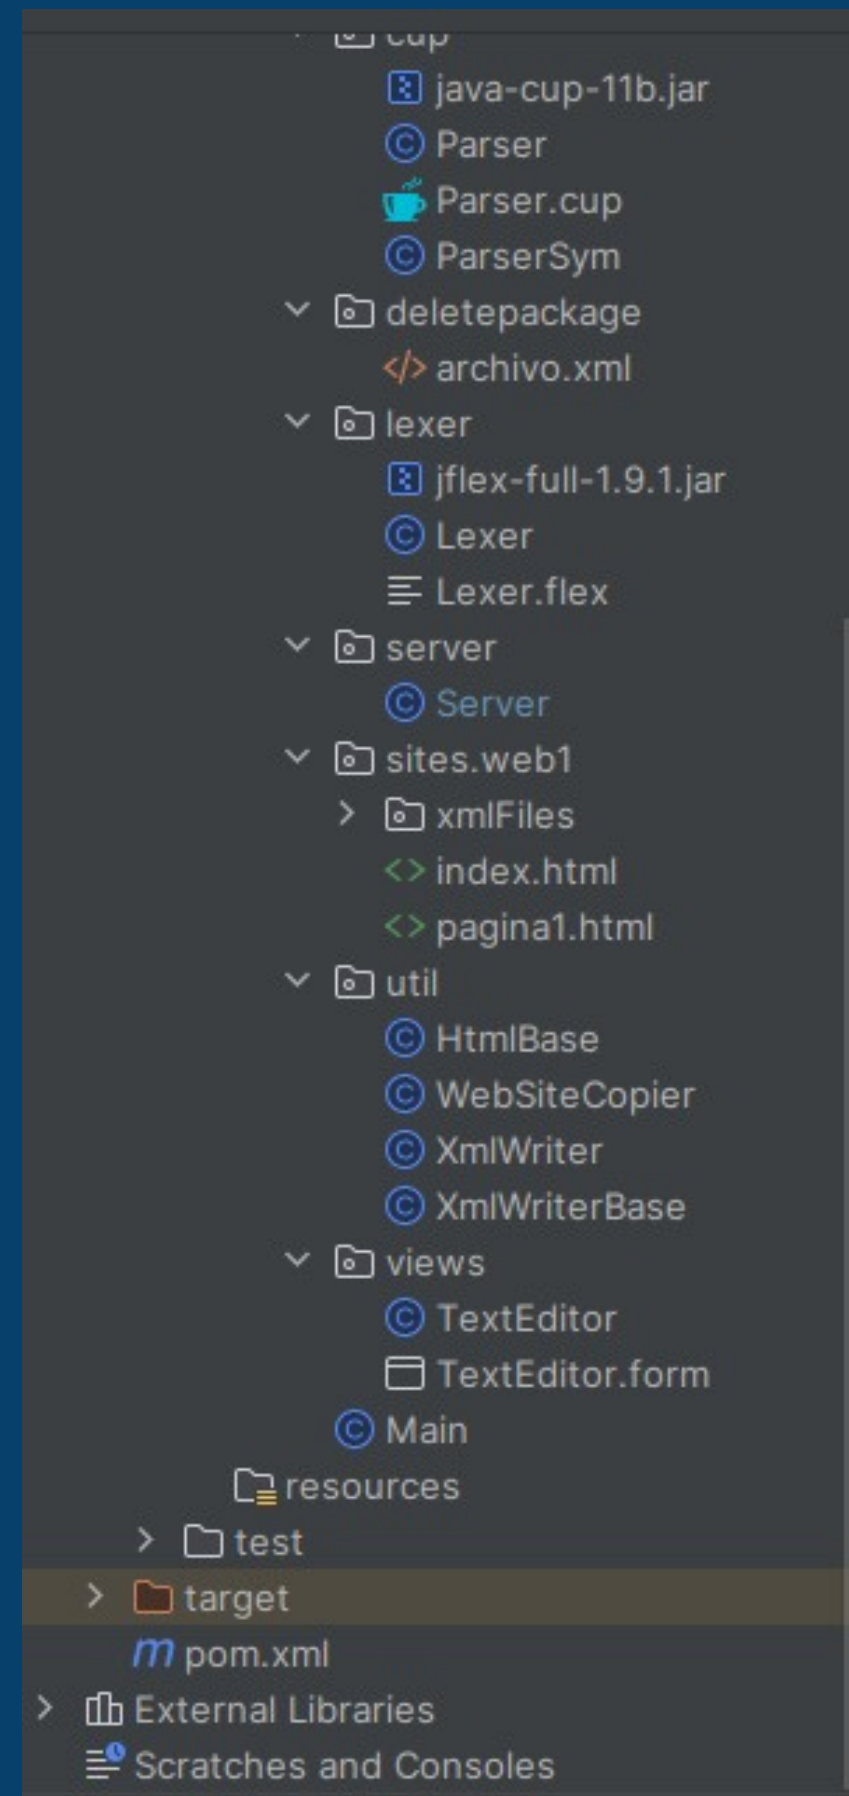 cup
java-cup-11b.jar
Parser
Parser.cup
ParserSym
deletepackage
archivo.xml
lexer
jflex-full-1.9.1.jar
Lexer
Lexer.flex
server
Server
sites.web1
xmlFiles
index.html
pagina1.html
util
HtmlBase
WebSiteCopier
XmlWriter
XmlWriterBase
views
TextEditor
TextEditor.form
Main
resources
test
target
pom.xml
External Libraries
Scratches and Consoles